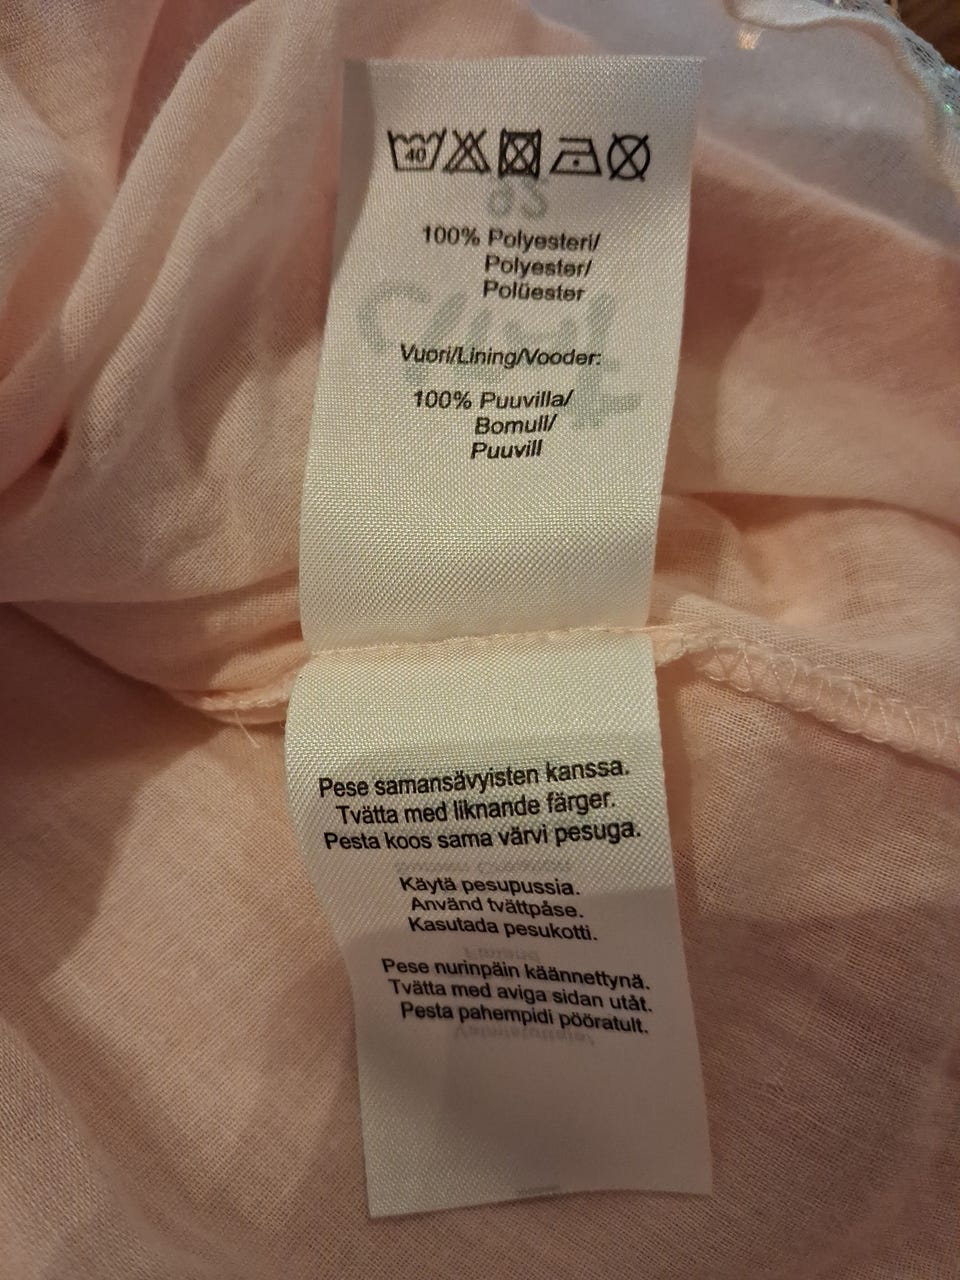 40
100% Polyesteri/
Polyester/
Polüester
Vuori/Lining/Vooder:
100% Puuvilla/
Bomull/
Puuvill
Pese samansävyisten kanssa.
Tvätta med liknande färger.
Pesta koos sama värvi pesuga.
Käytä pesupussia.
Använd tvättpåse.
Kasutada pesukotti.
Pese nurinpäin käännettynä.
Tvätta med aviga sidan utåt.
Pesta pahempidi pööratult.